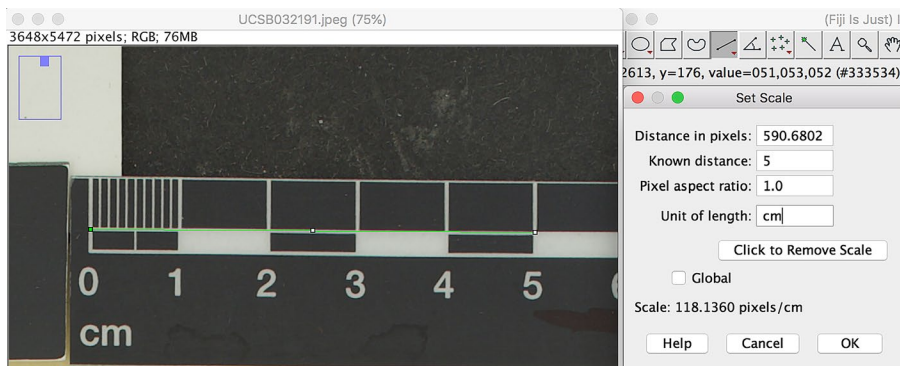 UCSB032191.jpeg (75%)
3648x5472 pixels; RGB; 76MB
0 1 2 3 4 5
cm
(Fiji Is Just)
2613, y=176, value=051,053,052 (#333534)
Set Scale
Distance in pixels: 590.6802
Known distance: 5
Pixel aspect ratio: 1.0
Unit of length: cm
Click to Remove Scale
Global
Scale: 118.1360 pixels/cm
Help Cancel OK